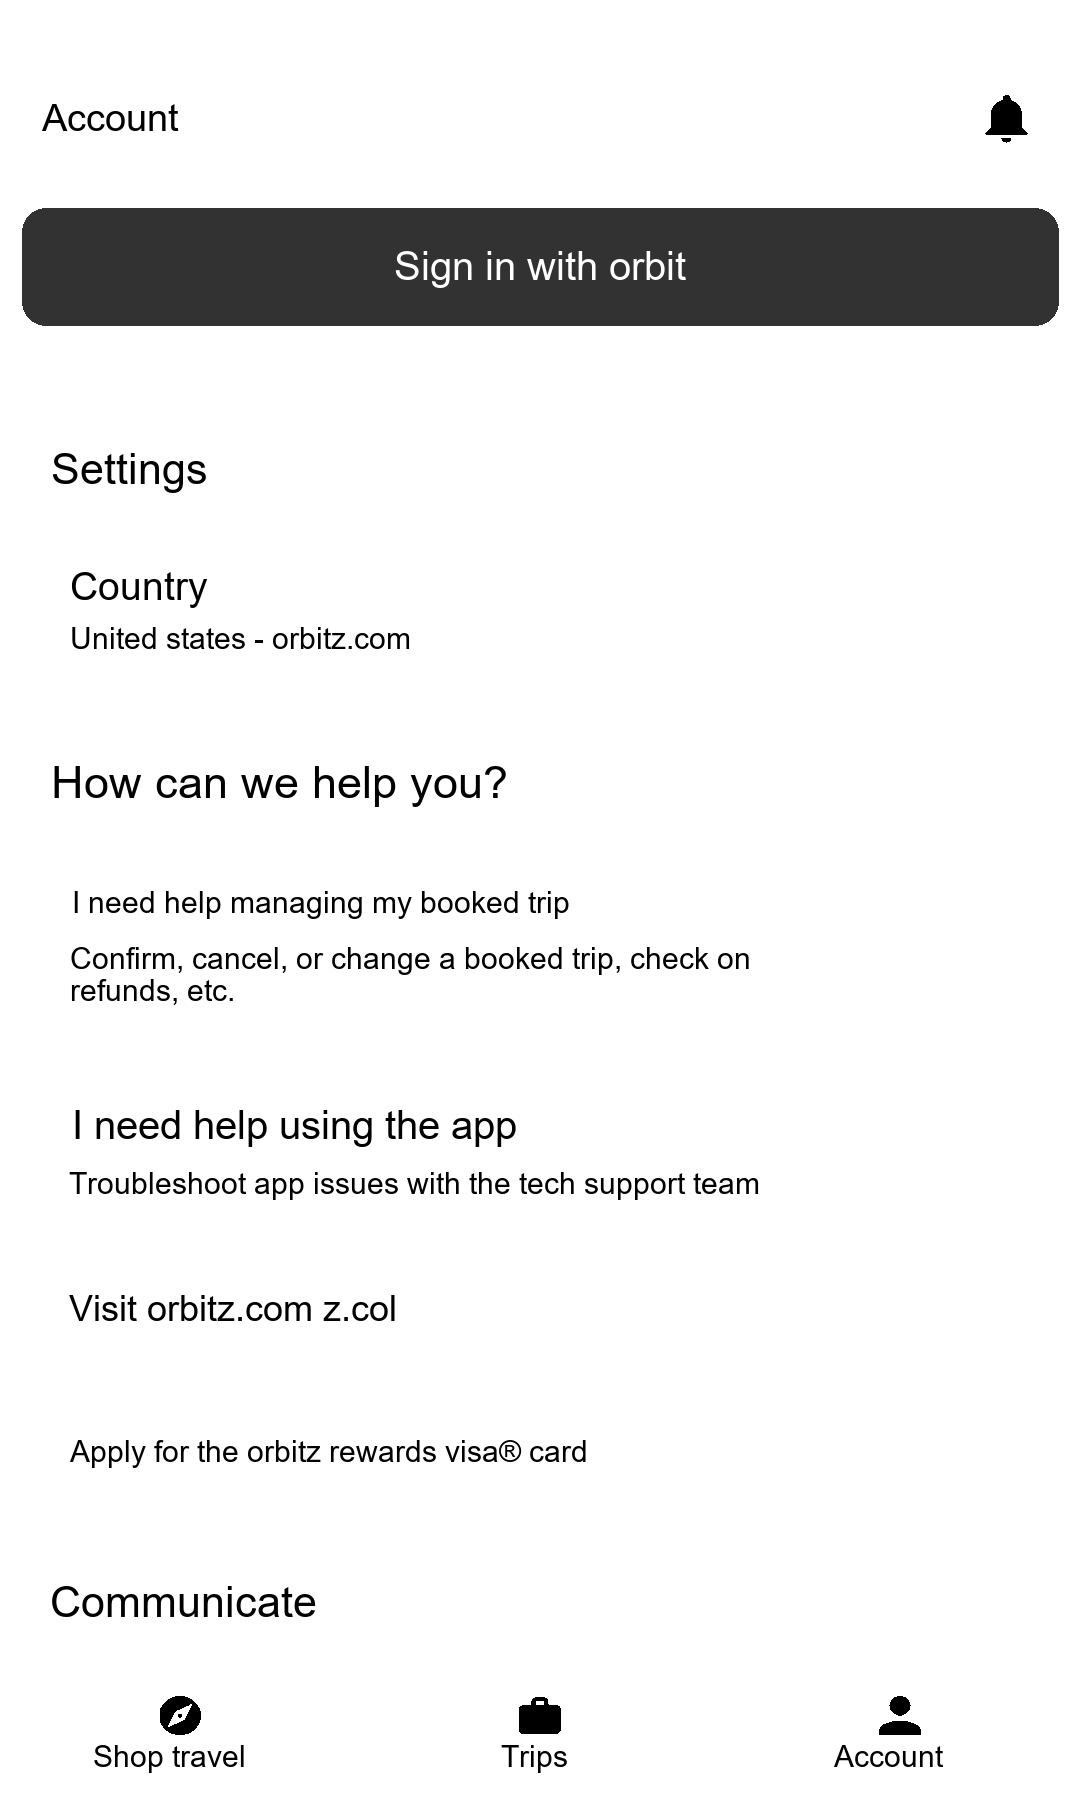 Account
Sign in with orbit
Settings
Country
United states - orbitz.com
How can we help you?
I need help managing my booked trip
Confirm, cancel, or change a booked trip, check on
refunds, etc.
I need help using the app
Troubleshoot app issues with the tech support team
Visit orbitz.com z.col
Apply for the orbitz rewards visa® card
Communicate
Shop travel
Trips
Account